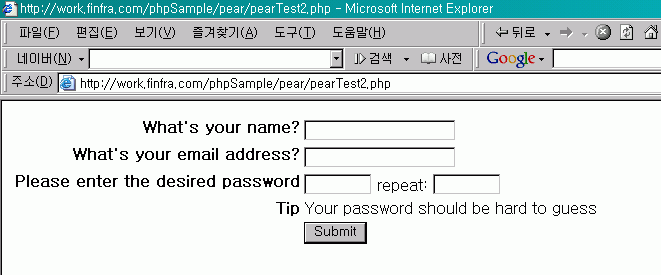 http://work.finfra.com/phpSample/pear/pearTest2.php - Microsoft Internet Explorer
파일(F) 편집(E) 보기(V) 즐겨찾기(A) 도구(T) 도움말(H) 뒤로
네이버(N) 검색 사전 Google
주소(D) http://work.finfra.com/phpSample/pear/pearTest2.php
What's your name?
What's your email address?
Please enter the desired password repeat:
Tip Your password should be hard to guess
Submit